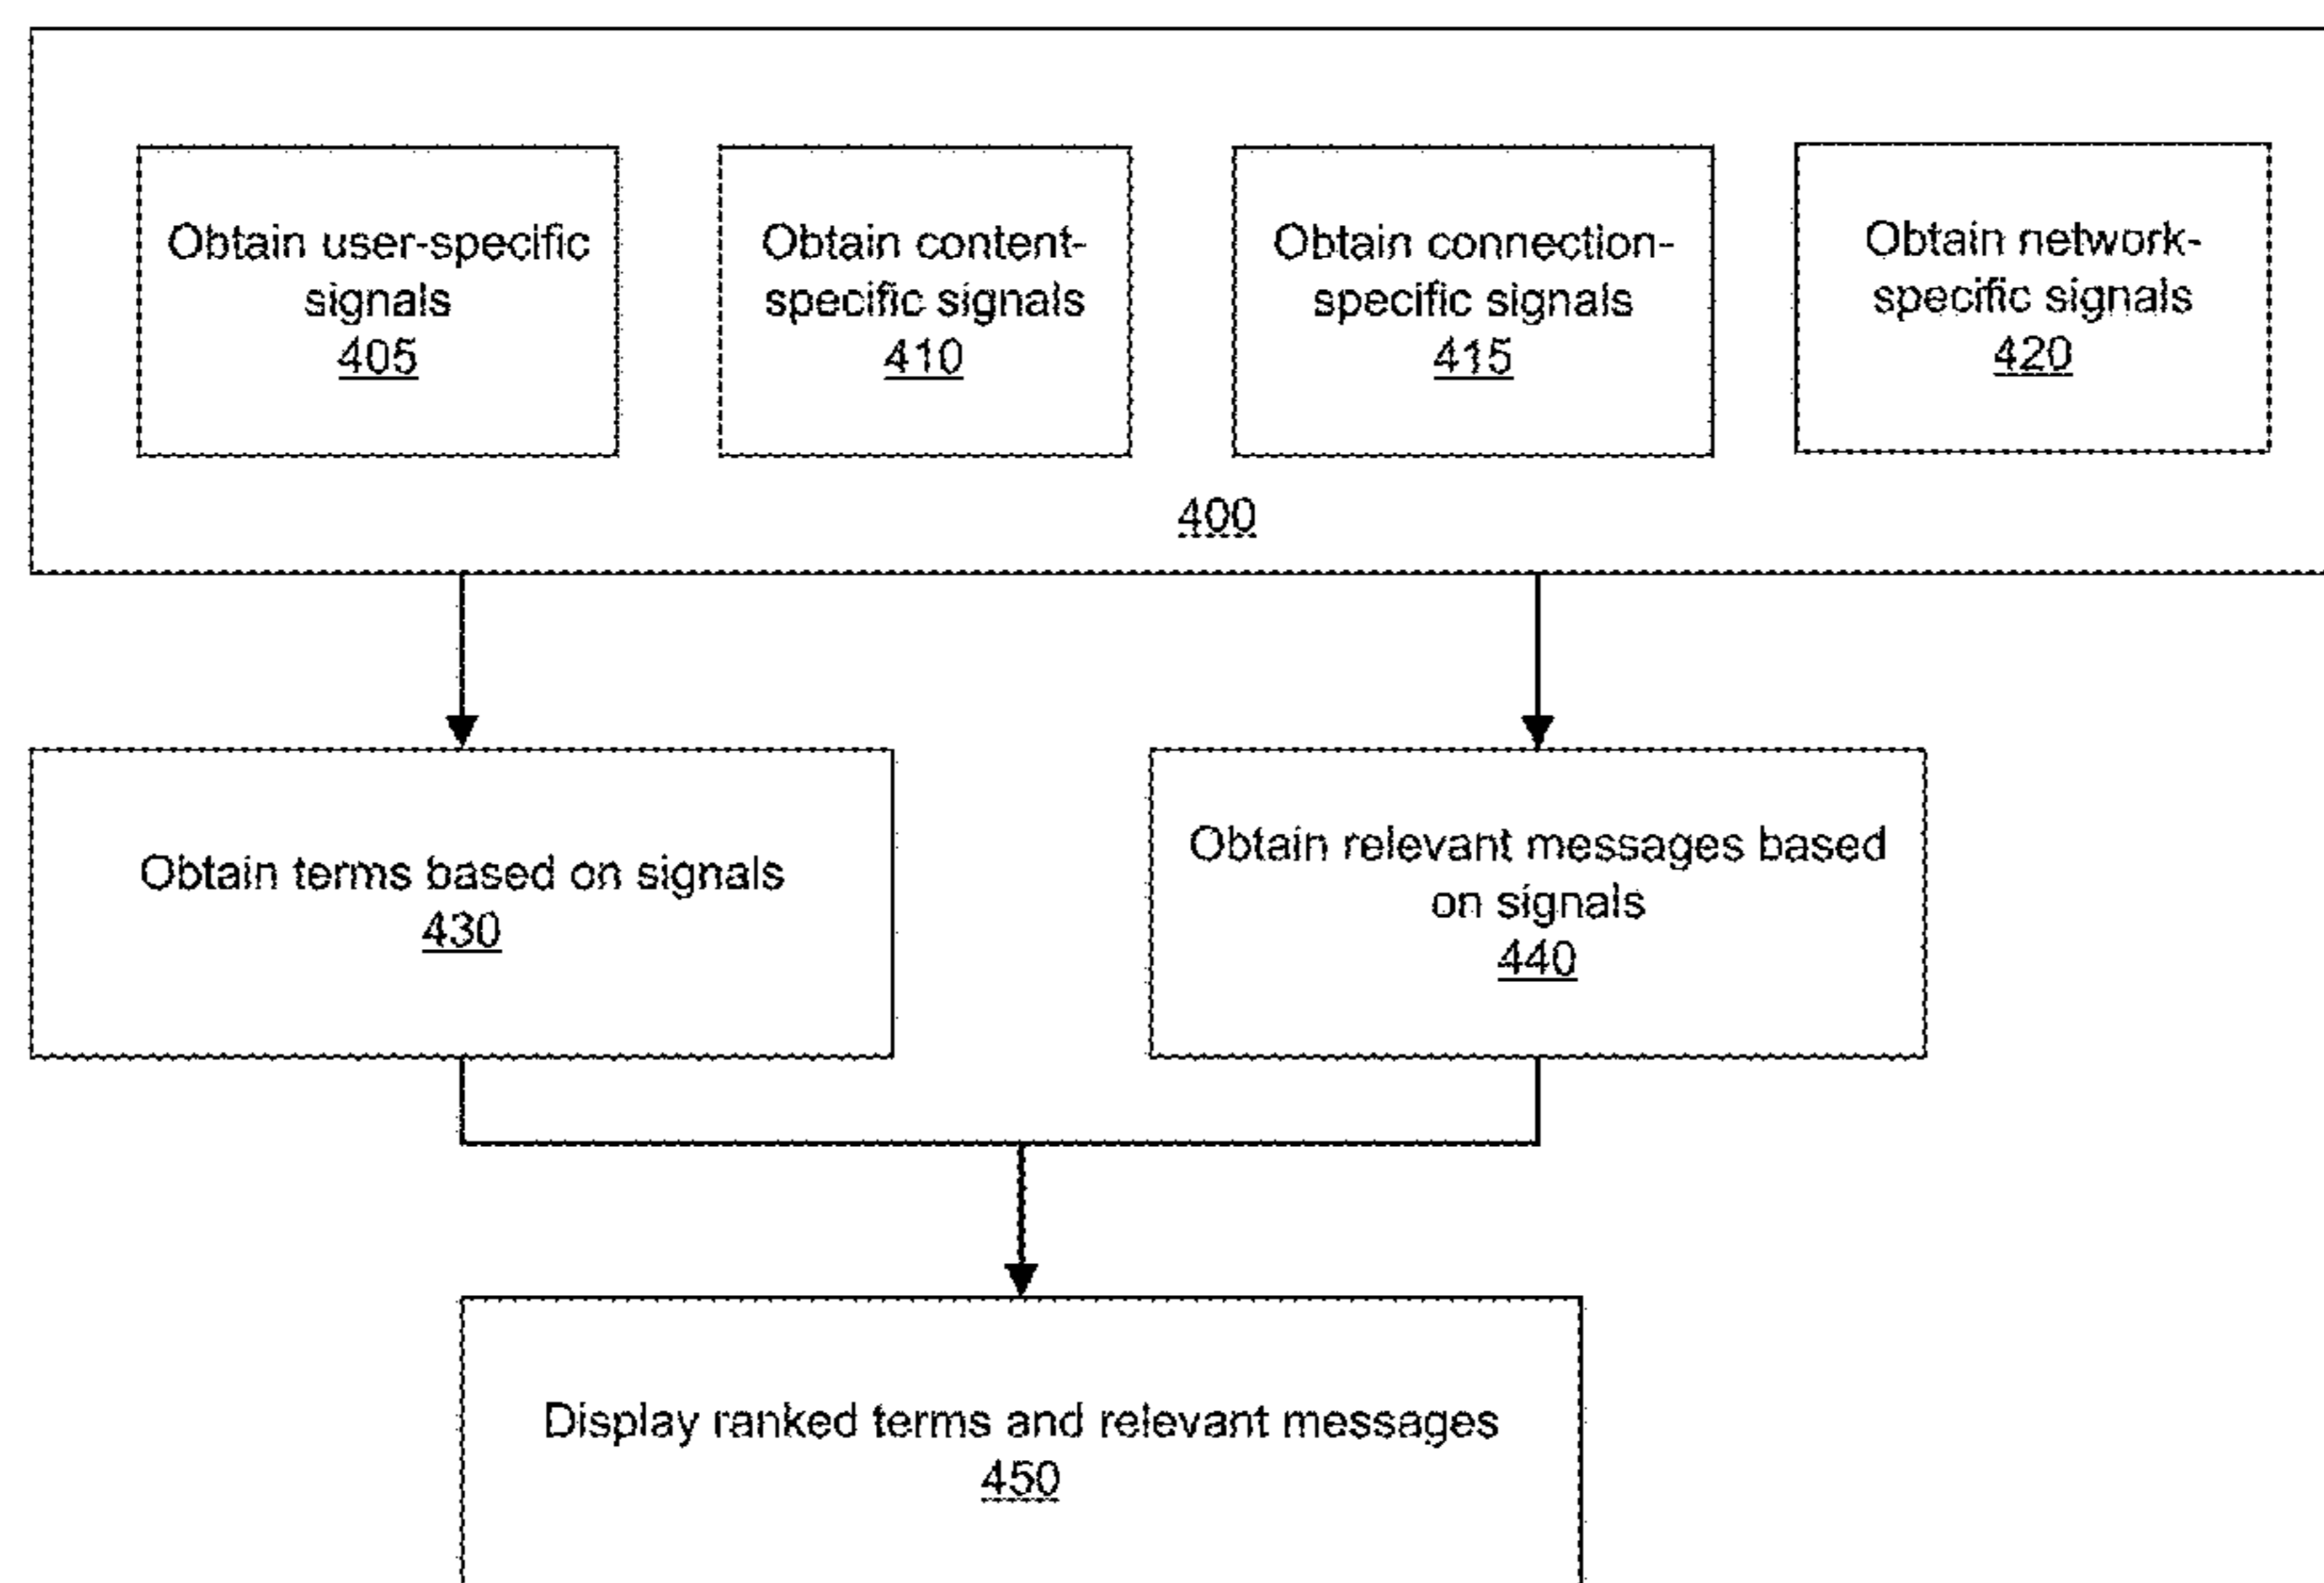 Obtain user-specific
signals
405
Obtain content-
specific signals
410
Obtain connection-
specific signals
415
Obtain network-
specific signals
420
400
Obtain terms based on signals
430
Obtain relevant messages based
on signals
440
Display ranked terms and relevant messages
450